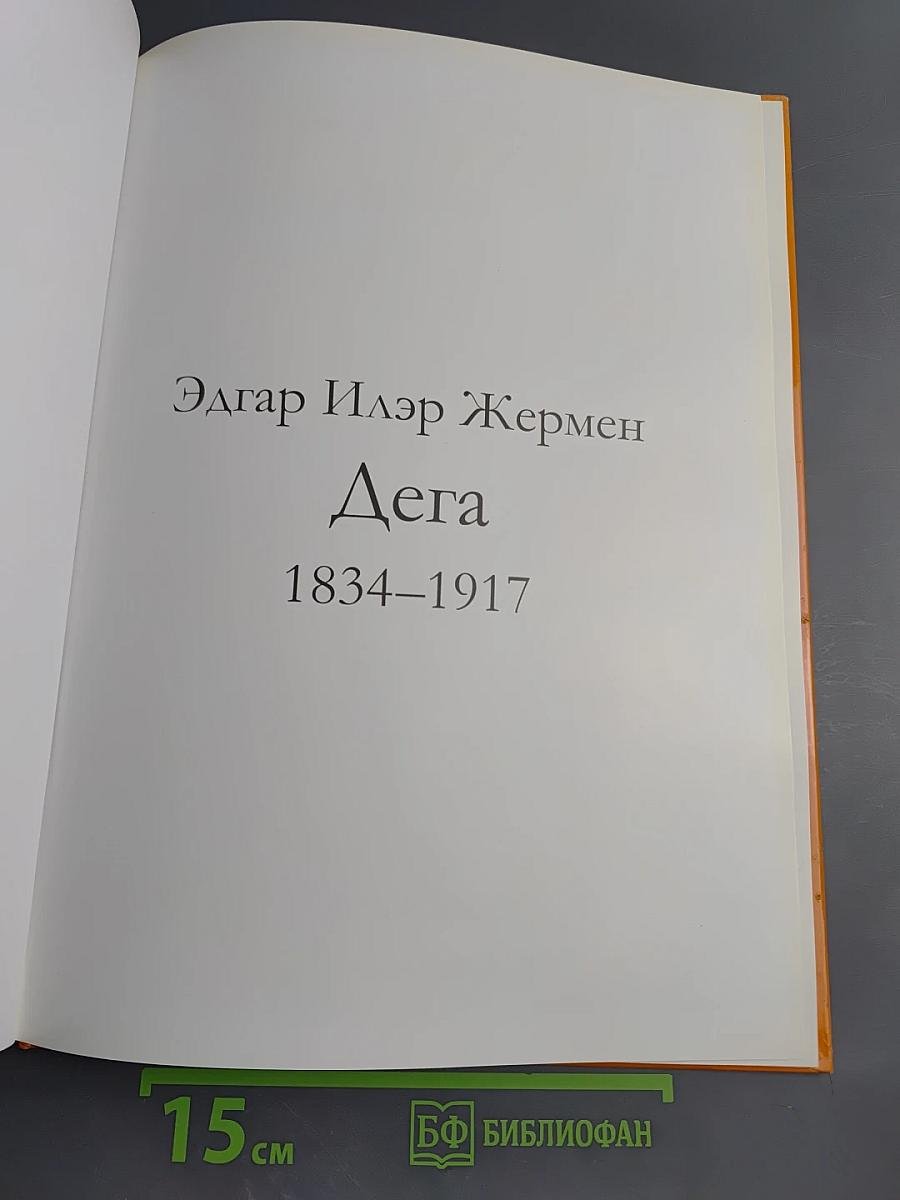 Эдгар Илэр Жермен
Дега
1834–1917
15 см
БФ БИБЛИОФАН